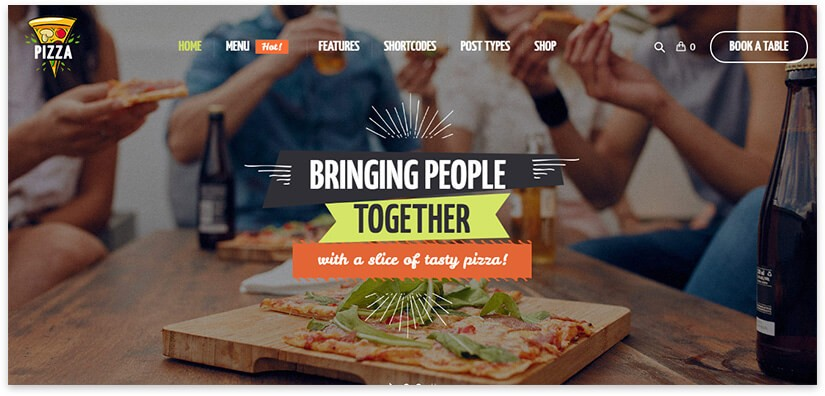 PIZZA
HOME MENU Hot! FEATURES SHORTCODES POST TYPES SHOP 0 BOOK A TABLE
BRINGING PEOPLE
TOGETHER
with a slice of tasty pizza!